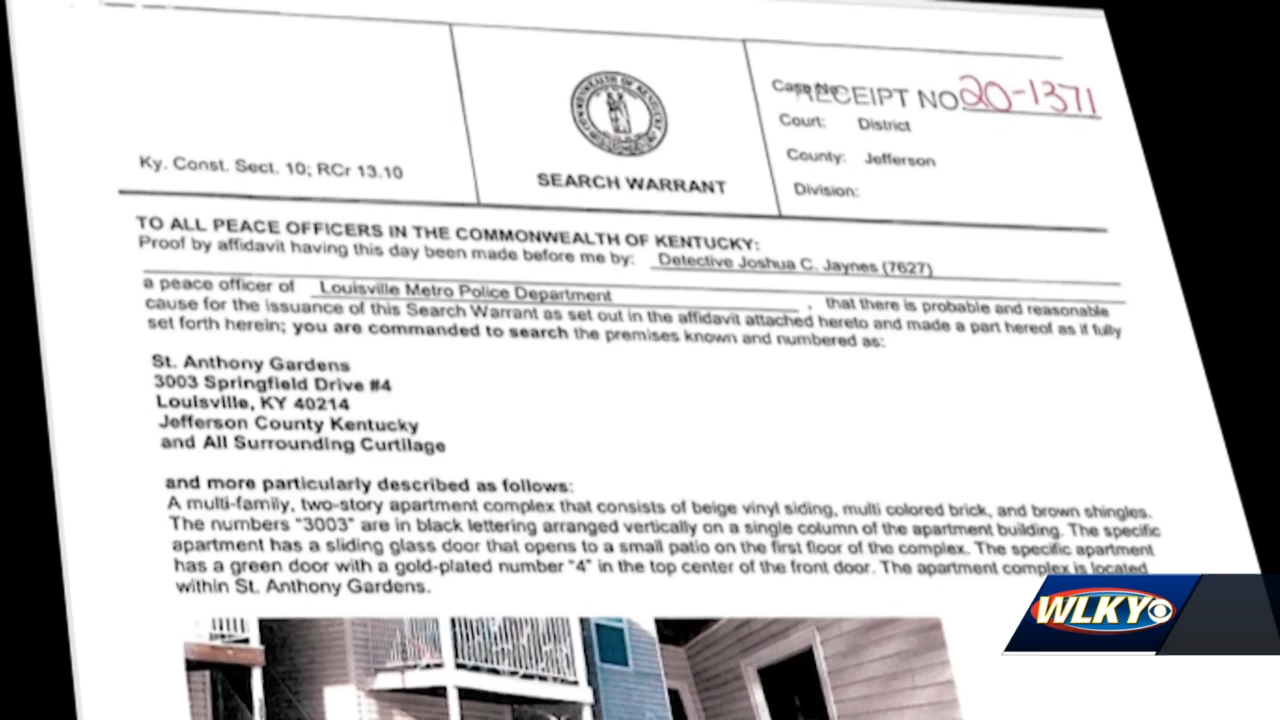 Ky. Const. Sect. 10; RCr 13.10
SEARCH WARRANT
Case No.
RECEIPT NO 20-1371
Court: District
County: Jefferson
Division:
TO ALL PEACE OFFICERS IN THE COMMONWEALTH OF KENTUCKY:
Proof by affidavit having this day been made before me by: Detective Joshua C. Jaynes (7627)
a peace officer of Louisville Metro Police Department , that there is probable and reasonable
cause for the issuance of this Search Warrant as set out in the affidavit attached hereto and made a part hereof as if fully
set forth herein; you are commanded to search the premises known and numbered as:
St. Anthony Gardens
3003 Springfield Drive #4
Louisville, KY 40214
Jefferson County Kentucky
and All Surrounding Curtilage
and more particularly described as follows:
A multi-family, two-story apartment complex that consists of beige vinyl siding, multi colored brick, and brown shingles.
The numbers "3003" are in black lettering arranged vertically on a single column of the apartment building. The specific
apartment has a sliding glass door that opens to a small patio on the first floor of the complex. The specific apartment
has a green door with a gold-plated number "4" in the top center of the front door. The apartment complex is located
within St. Anthony Gardens.
WLKY